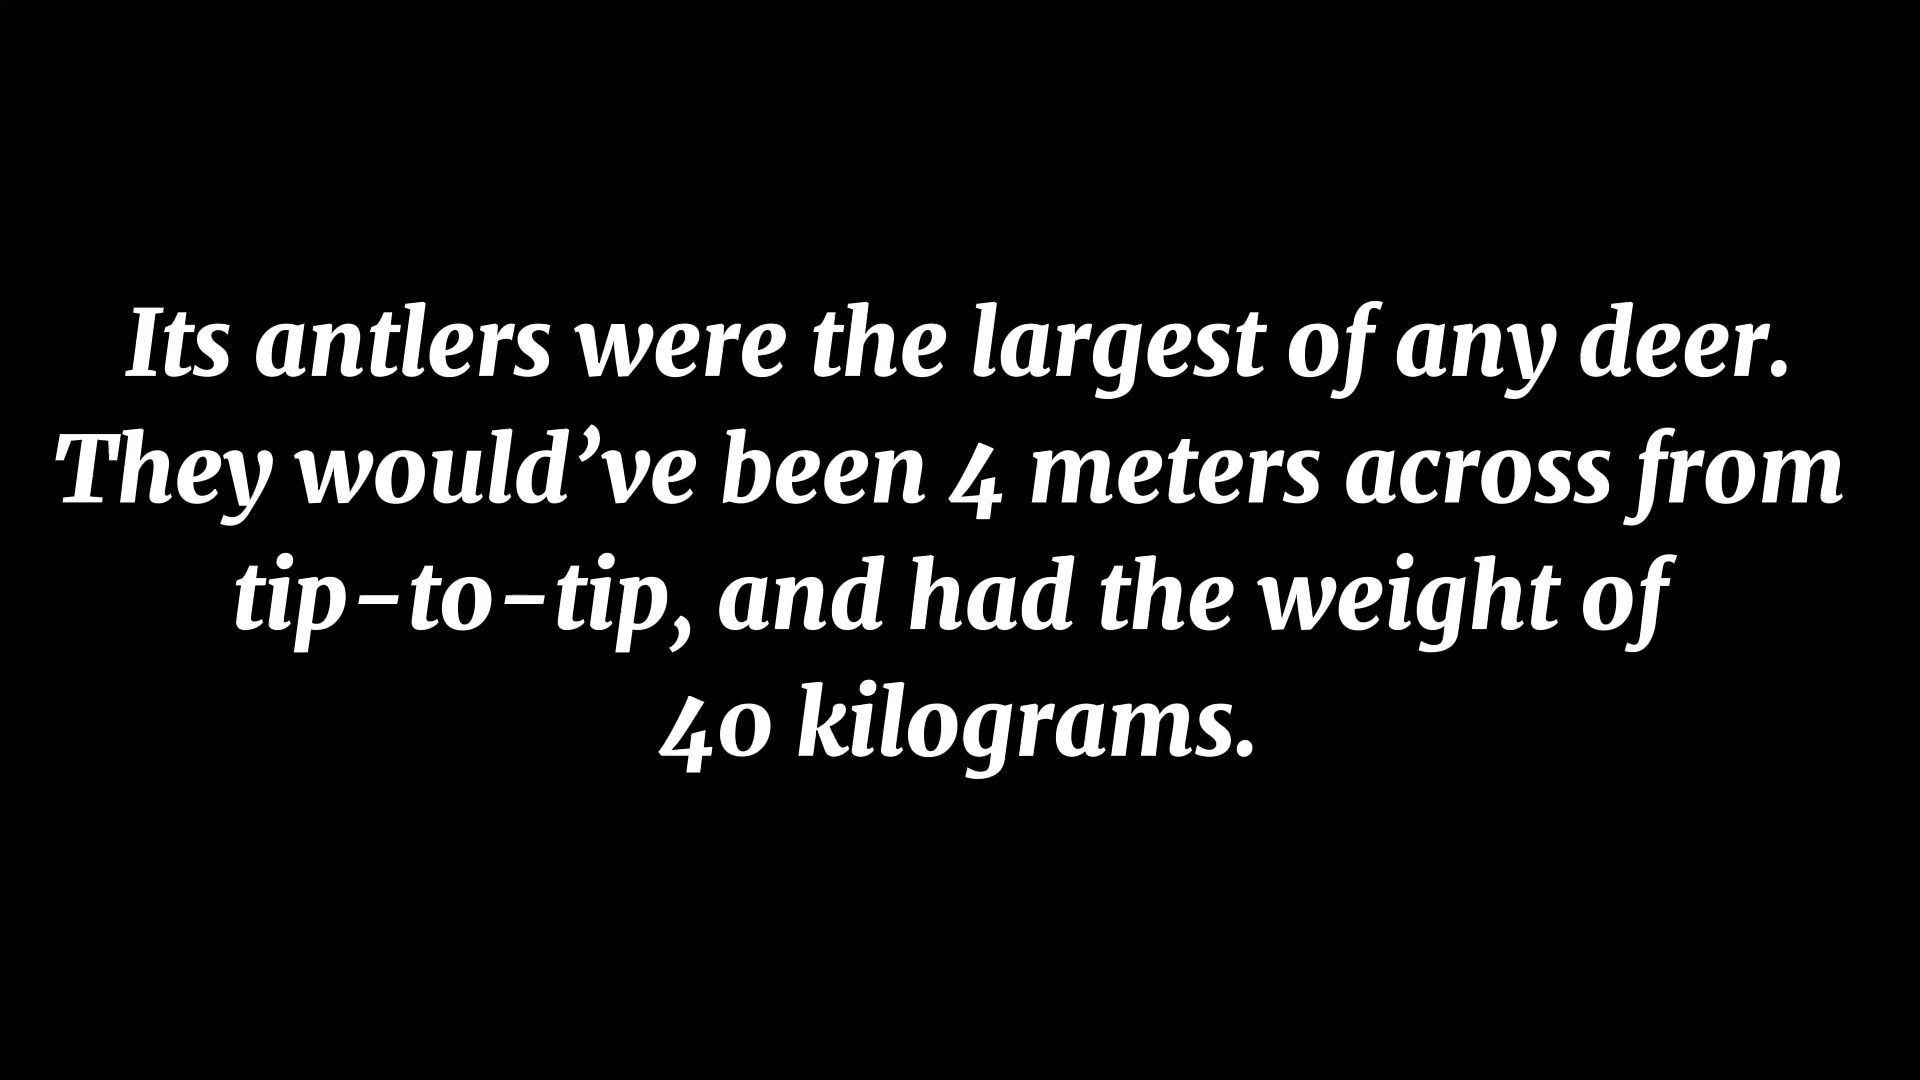 Its antlers were the largest of any deer.
They would’ve been 4 meters across from
tip-to-tip, and had the weight of
40 kilograms.